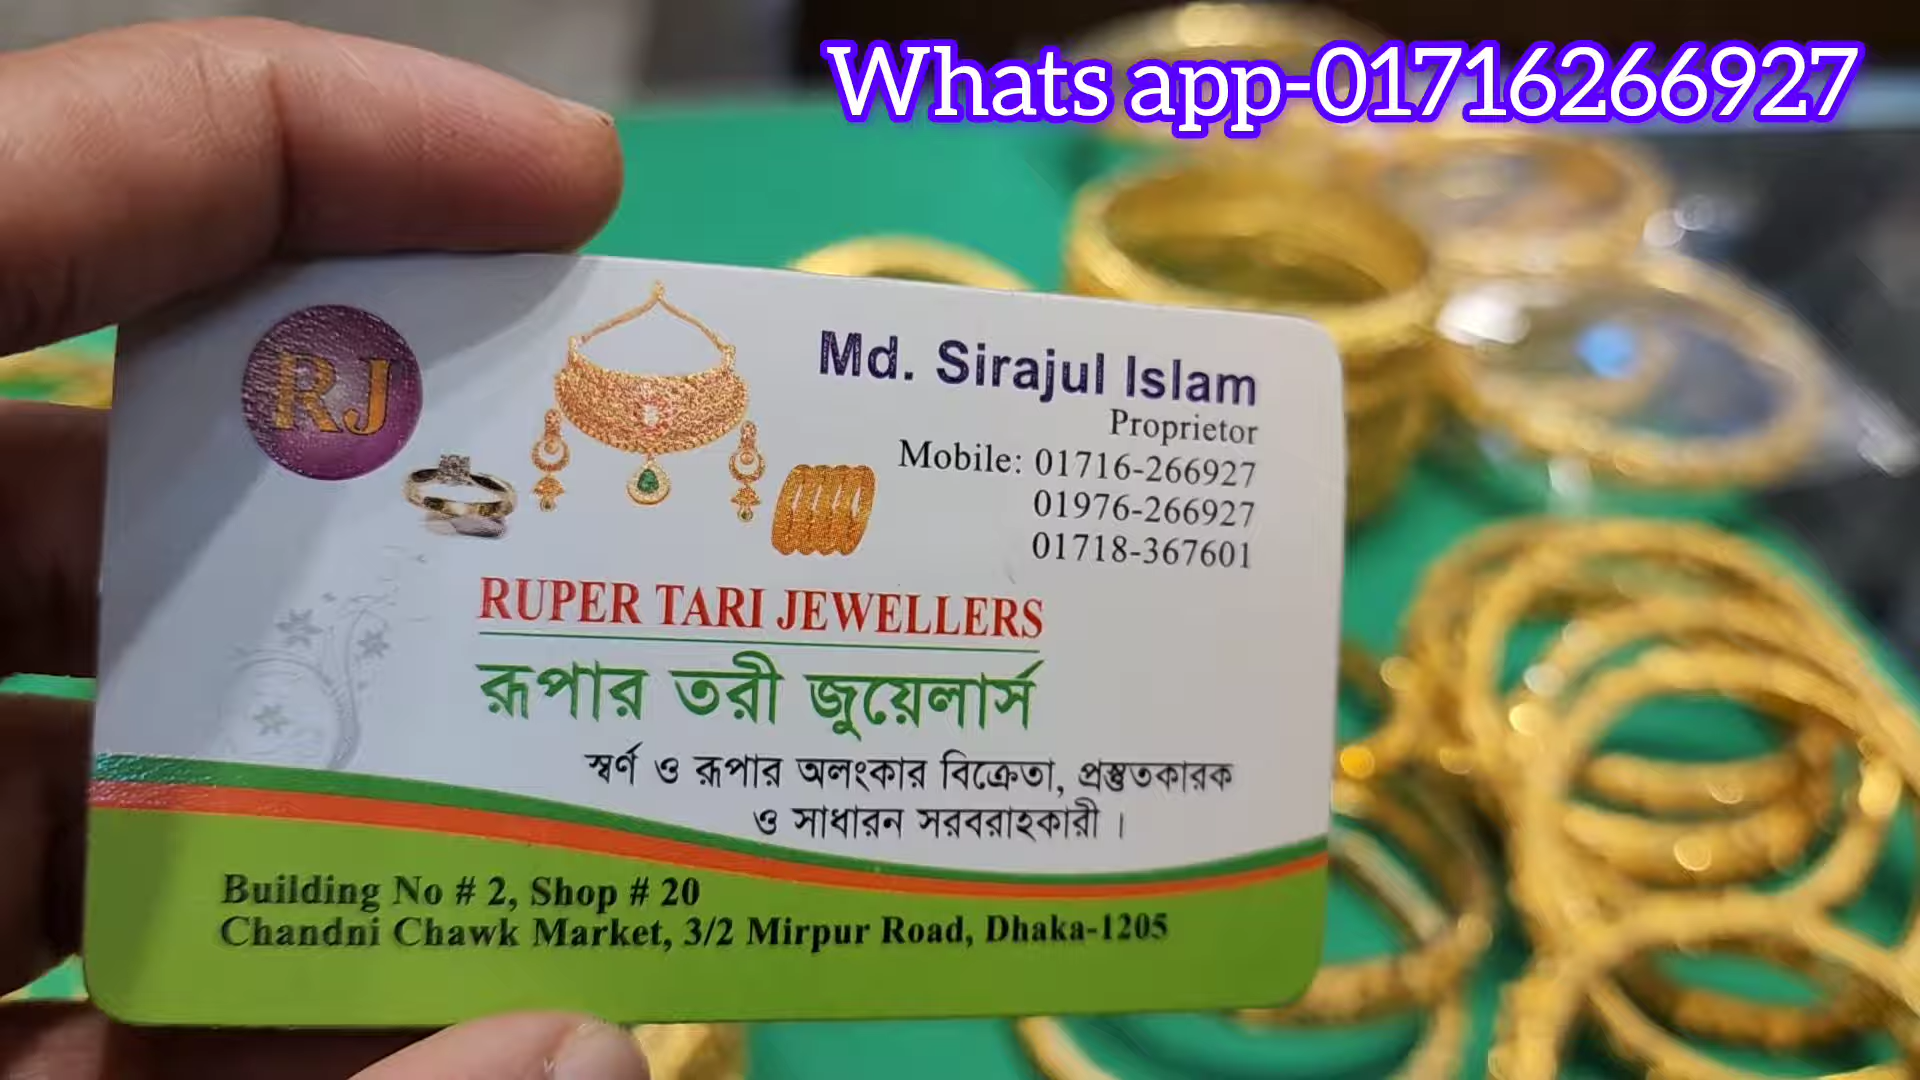 Whats app-01716266927
RJ
Md. Sirajul Islam
Proprietor
Mobile: 01716-266927
01976-266927
01718-367601
RUPER TARI JEWELLERS
রূপার তরী জুয়েলার্স
স্বর্ণ ও রূপার অলংকার বিক্রেতা, প্রস্তুতকারক
ও সাধারন সরবরাহকারী।
Building No # 2, Shop # 20
Chandni Chawk Market, 3/2 Mirpur Road, Dhaka-1205